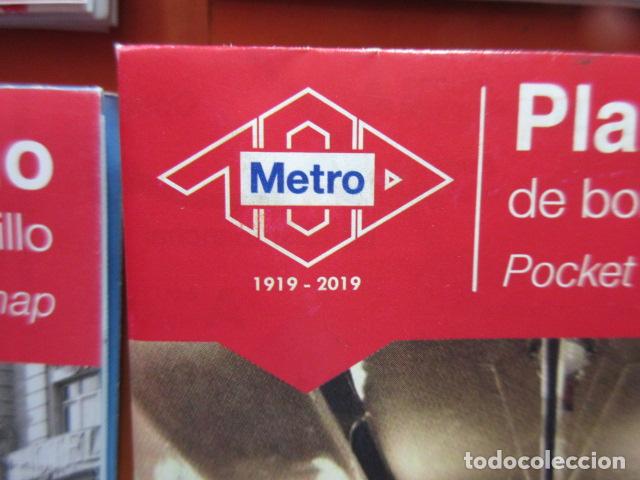 Metro
1919 - 2019
Pla
de bo
Pocket
o
illo
map
todocoleccion